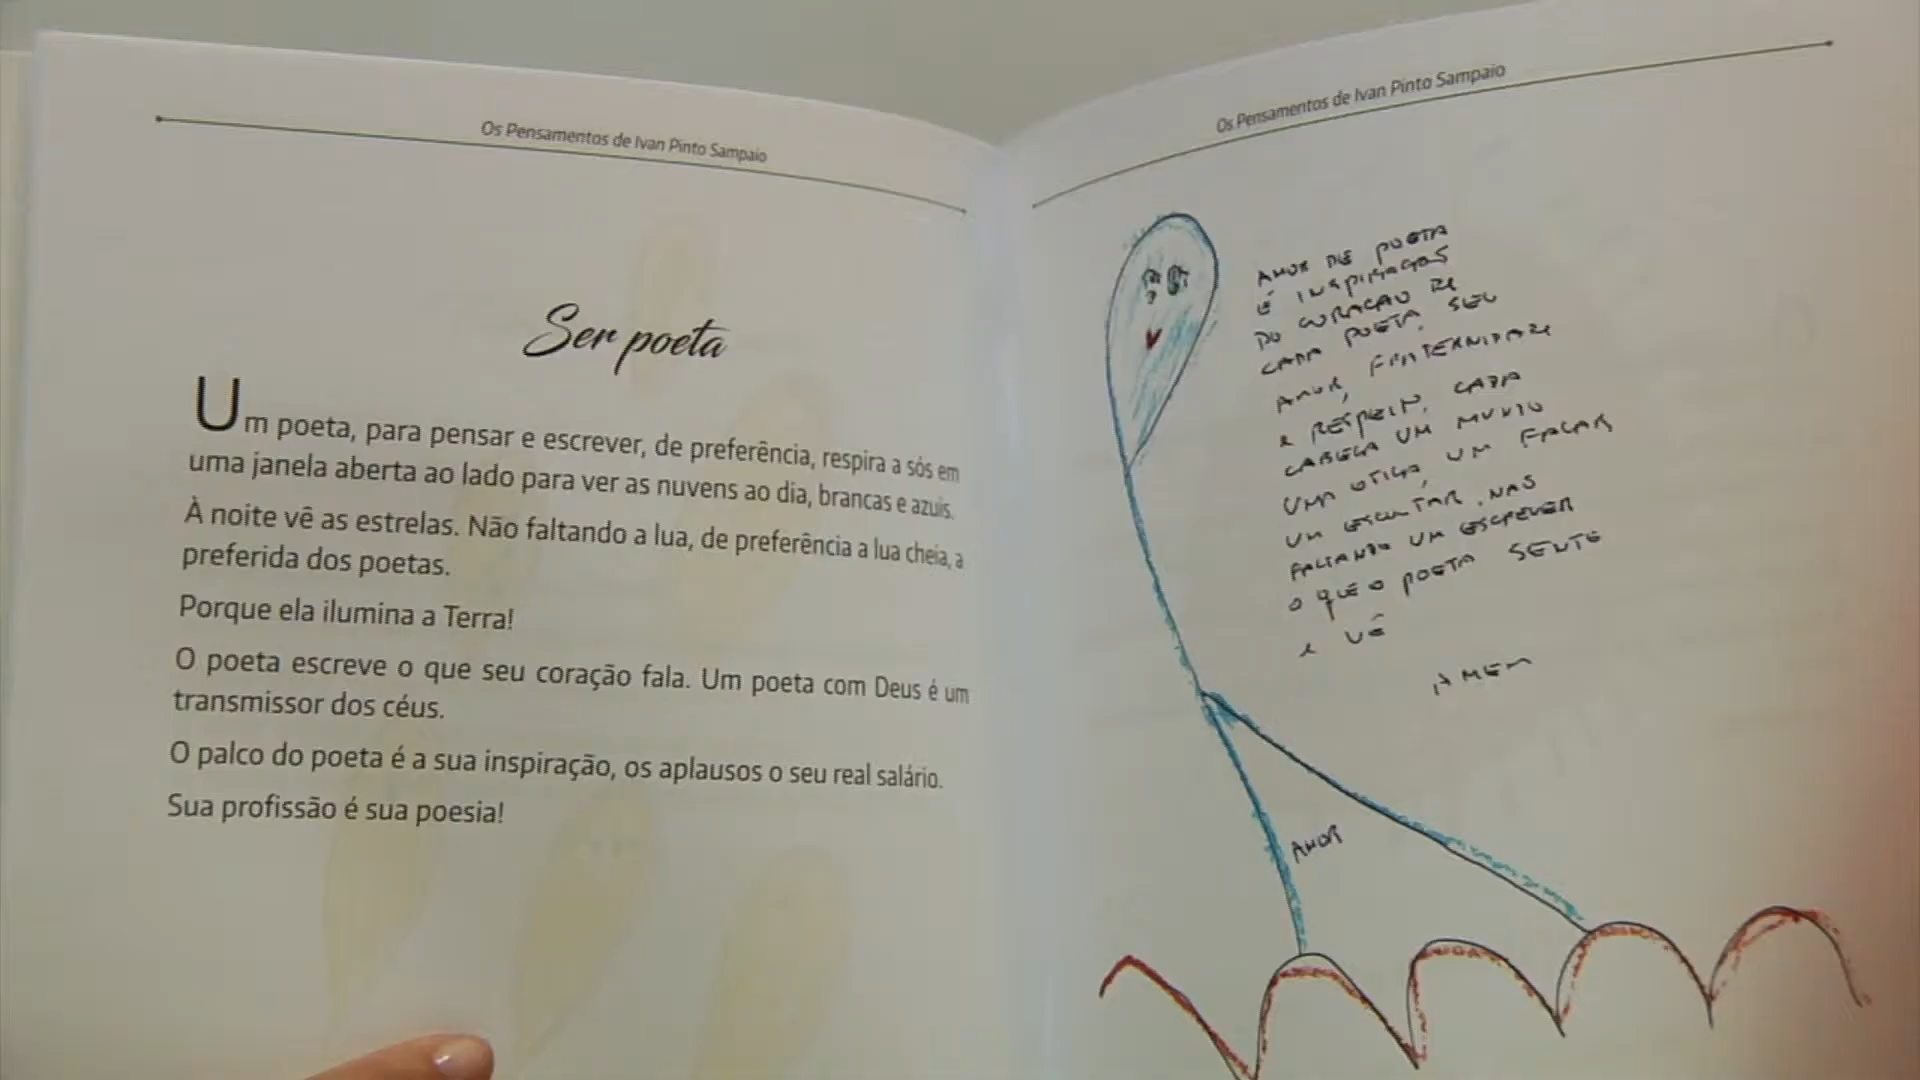 Os Pensamentos de Ivan Pinto Sampaio
Ser poeta
Um poeta, para pensar e escrever, de preferência, respira a sós em
uma janela aberta ao lado para ver as nuvens ao dia, brancas e azuis.
À noite vê as estrelas. Não faltando a lua, de preferência a lua cheia, a
preferida dos poetas.
Porque ela ilumina a Terra!
O poeta escreve o que seu coração fala. Um poeta com Deus é um
transmissor dos céus.
O palco do poeta é a sua inspiração, os aplausos o seu real salário.
Sua profissão é sua poesia!
Os Pensamentos de Ivan Pinto Sampaio
AMOR DE POETA
É
DO CORAÇÃO DE
CADA POETA, SEU
AMOR, FRATERNIDADE
E CADA
CABEÇA UM MUNDO
UMA UM FALAR
UM ESCUTAR, MAS
FALTANDO UM ESCREVER
O QUE O POETA SENTE
E VÊ
AMEM
AMOR